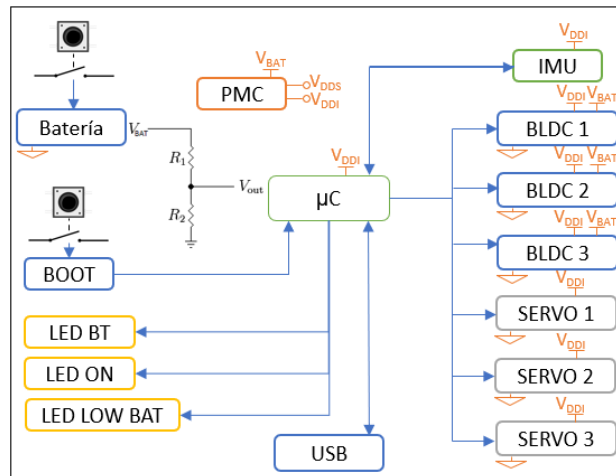 V_BAT
PMC
V_DDS
V_DDI
V_DDI
IMU
Batería
V_BAT
R_1
V_out
R_2
V_DDI
µC
BOOT
V_DDI V_BAT
BLDC 1
V_DDI V_BAT
BLDC 2
V_DDI V_BAT
BLDC 3
V_DDI
SERVO 1
V_DDI
SERVO 2
V_DDI
SERVO 3
LED BT
LED ON
LED LOW BAT
USB